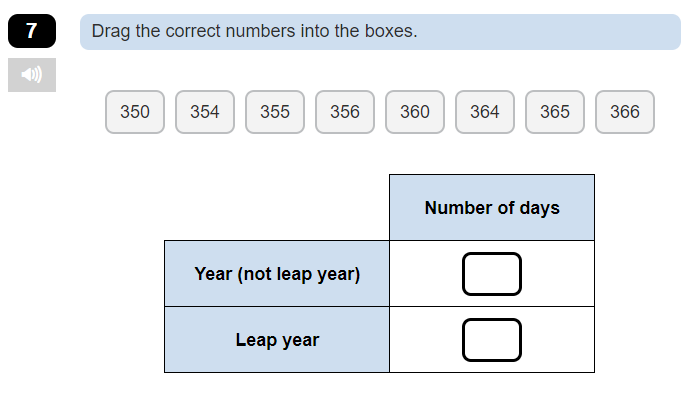 7
Drag the correct numbers into the boxes.
350 354 355 356 360 364 365 366
Number of days
Year (not leap year)
Leap year